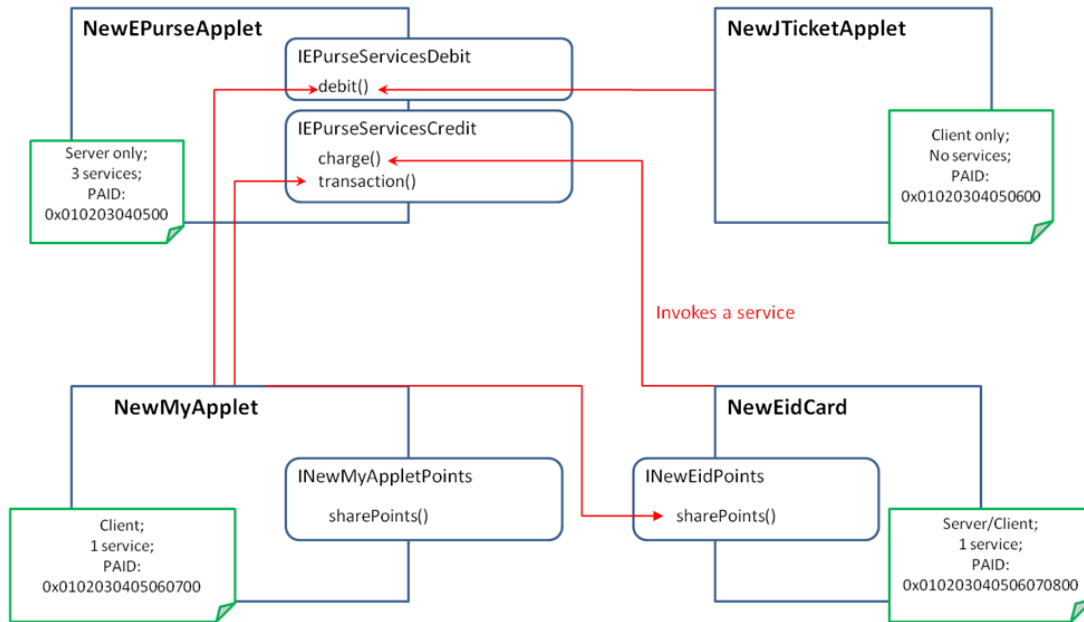 NewEPurseApplet
IEPurseServicesDebit
debit()
IEPurseServicesCredit
charge()
transaction()
Server only;
3 services;
PAID:
0x010203040500
NewJTicketApplet
Client only;
No services;
PAID:
0x01020304050600
Invokes a service
NewMyApplet
INewMyAppletPoints
sharePoints()
Client;
1 service;
PAID:
0x0102030405060700
NewEidCard
INewEidPoints
sharePoints()
Server/Client;
1 service;
PAID:
0x010203040506070800